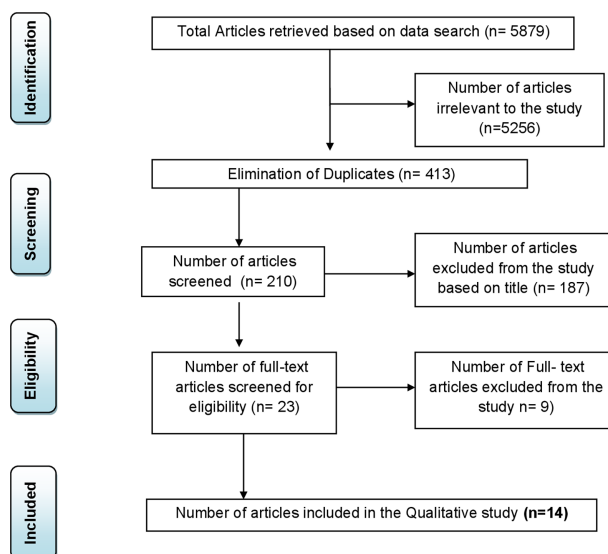 Identification
Total Articles retrieved based on data search (n= 5879)
Number of articles
irrelevant to the study
(n=5256)
Elimination of Duplicates (n= 413)
Screening
Number of articles
screened  (n = 210)
Number of articles
excluded from the study
based on title (n = 187)
Eligibility
Number of full-text
articles screened for
eligibility (n = 23)
Number of Full- text
articles excluded from the
study n= 9)
Included
Number of articles included in the Qualitative study (n=14)